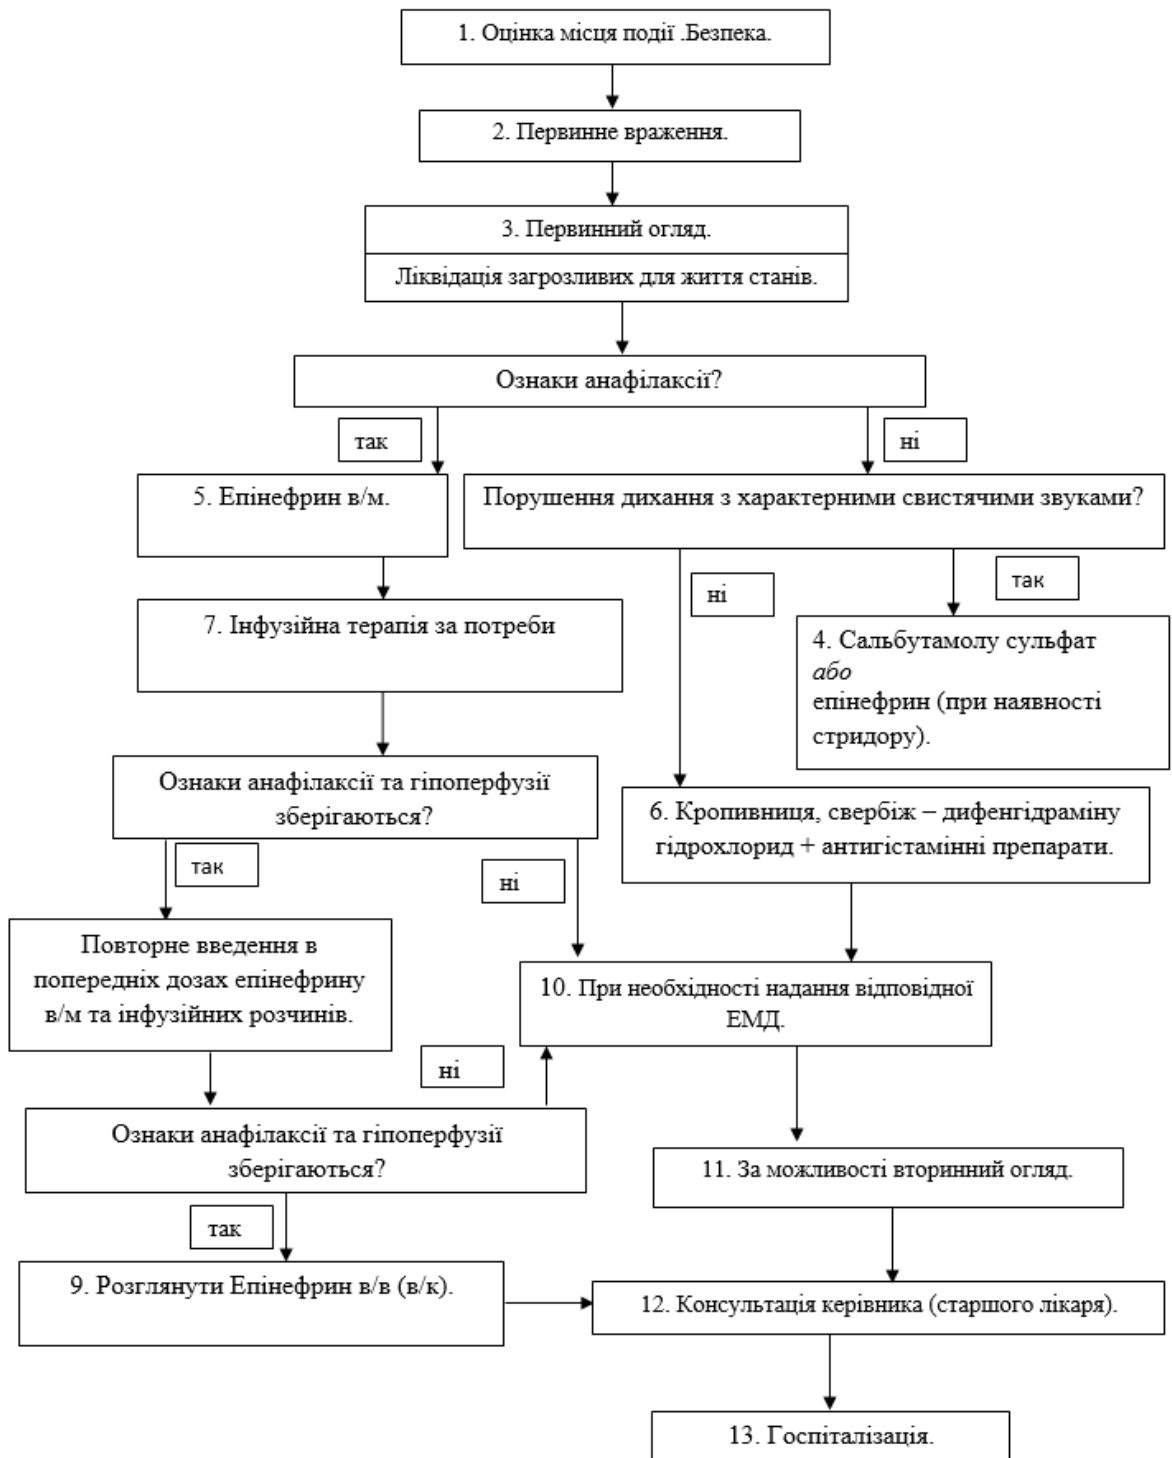 1. Оцінка місця події .Безпека.
2. Первинне враження.
3. Первинний огляд.
Ліквідація загрозливих для життя станів.
Ознаки анафілаксії?
так
ні
5. Епінефрин в/м.
Порушення дихання з характерними свистячими звуками?
ні
так
7. Інфузійна терапія за потреби
4. Сальбутамолу сульфат
або
епінефрин (при наявності
стридору).
Ознаки анафілаксії та гіпоперфузії
зберігаються?
6. Кропивниця, свербіж – дифенгідраміну
гідрохлорид + антигістамінні препарати.
так
ні
Повторне введення в
попередніх дозах епінефрину
в/м та інфузійних розчинів.
10. При необхідності надання відповідної
ЕМД.
ні
Ознаки анафілаксії та гіпоперфузії
зберігаються?
11. За можливості вторинний огляд.
так
9. Розглянути Епінефрин в/в (в/к).
12. Консультація керівника (старшого лікаря).
13. Госпіталізація.